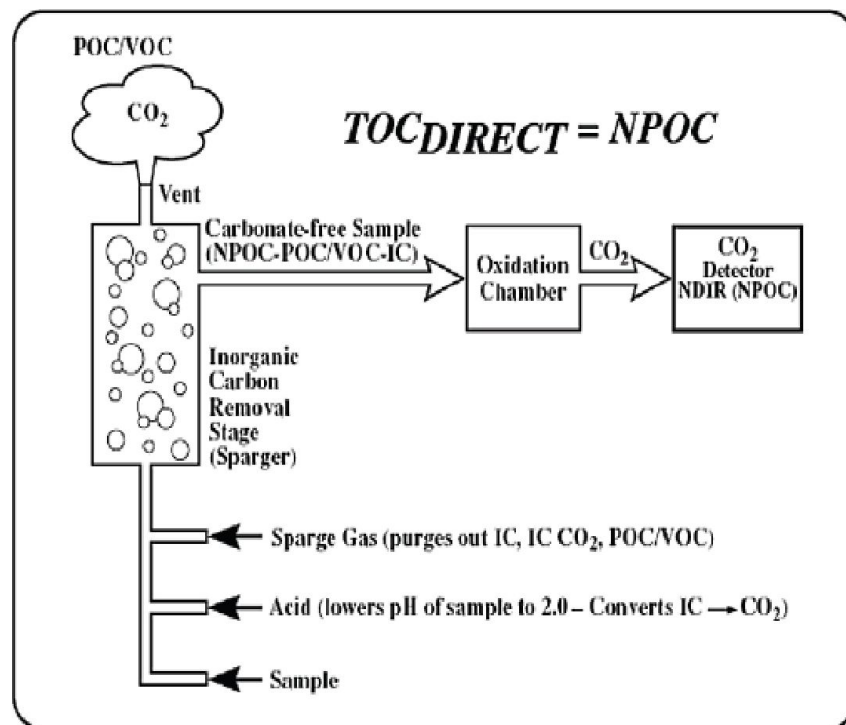 POC/VOC
CO₂
TOC_DIRECT = NPOC
Vent
Carbonate-free Sample
(NPOC-POC/VOC-IC)
Oxidation
Chamber
CO₂
CO₂
Detector
NDIR (NPOC)
Inorganic
Carbon
Removal
Stage
(Sparger)
Sparge Gas (purges out IC, IC CO₂, POC/VOC)
Acid (lowers pH of sample to 2.0 – Converts IC → CO₂)
Sample